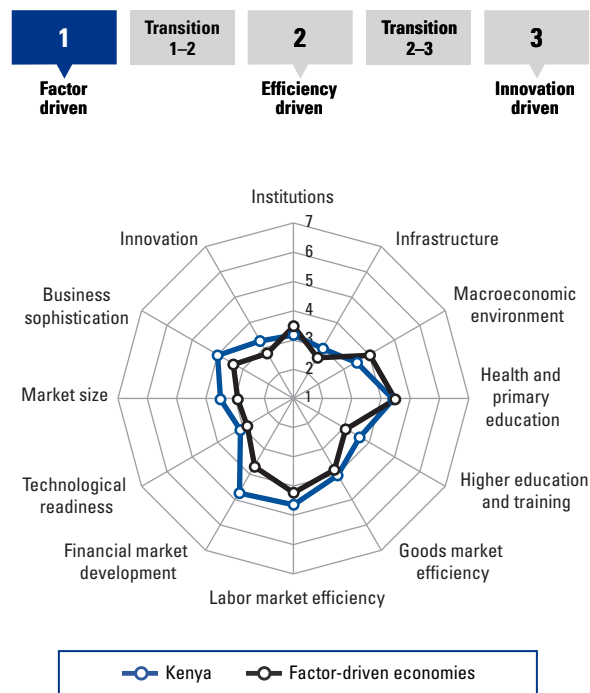 1
Transition
1–2
2
Transition
2–3
3
Factor
driven
Efficiency
driven
Innovation
driven
Institutions
7
Innovation
Infrastructure
6
5
Business
sophistication
Macroeconomic
environment
4
3
2
Market size
1
Health and
primary
education
Technological
readiness
Higher education
and training
Financial market
development
Goods market
efficiency
Labor market efficiency
Kenya
Factor-driven economies